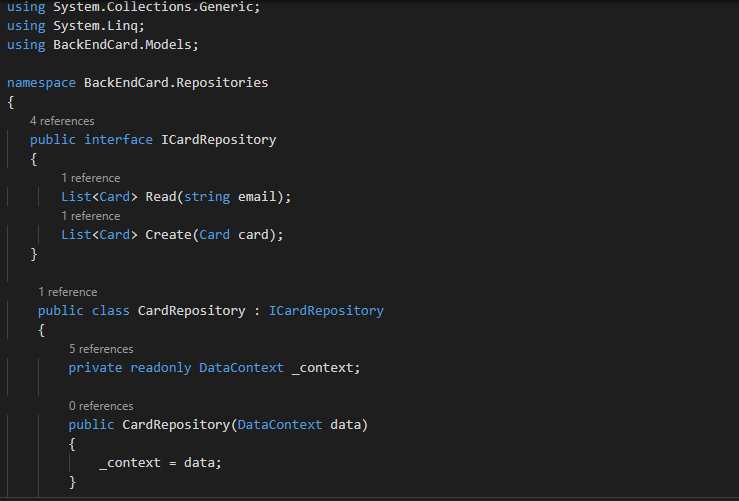 using System.Collections.Generic;
using System.Linq;
using BackEndCard.Models;
namespace BackEndCard.Repositories
{
4 references
public interface ICardRepository
{
1 reference
List<Card> Read(string email);
1 reference
List<Card> Create(Card card);
}
1 reference
public class CardRepository : ICardRepository
{
5 references
private readonly DataContext _context;
0 references
public CardRepository(DataContext data)
{
_context = data;
}